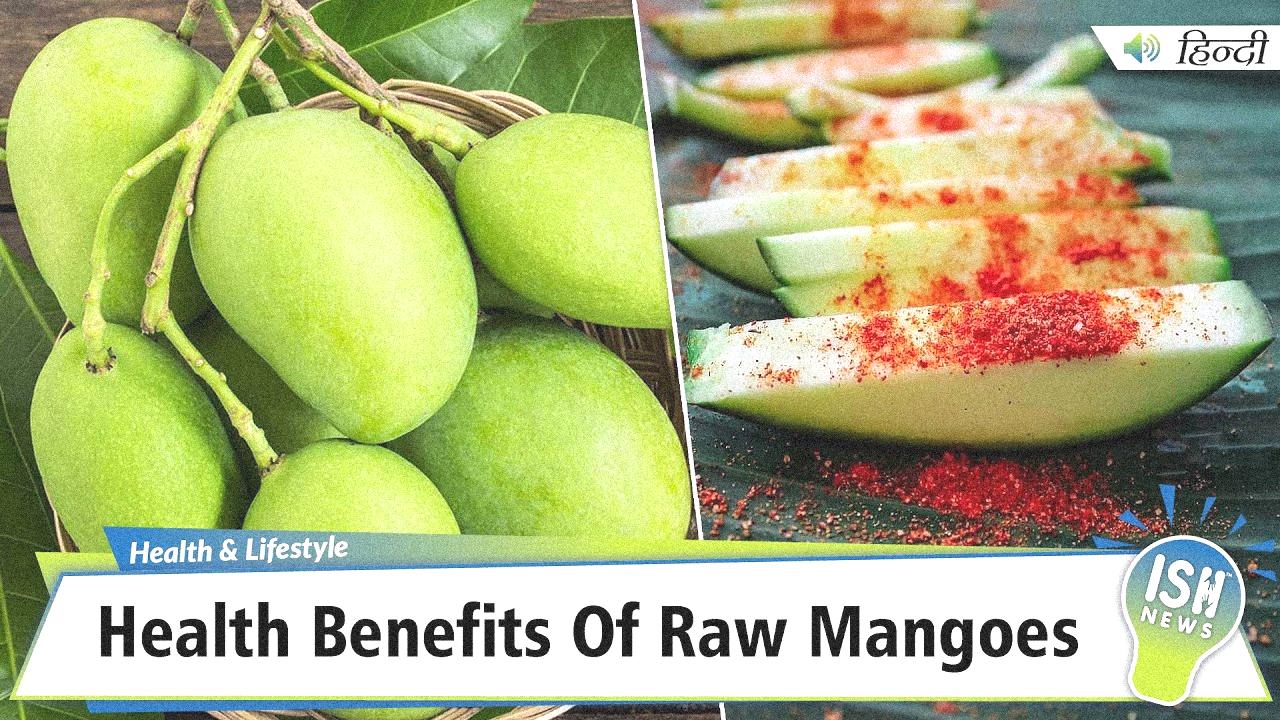 हिन्दी
Health & Lifestyle
Health Benefits Of Raw Mangoes
ISH
NEWS